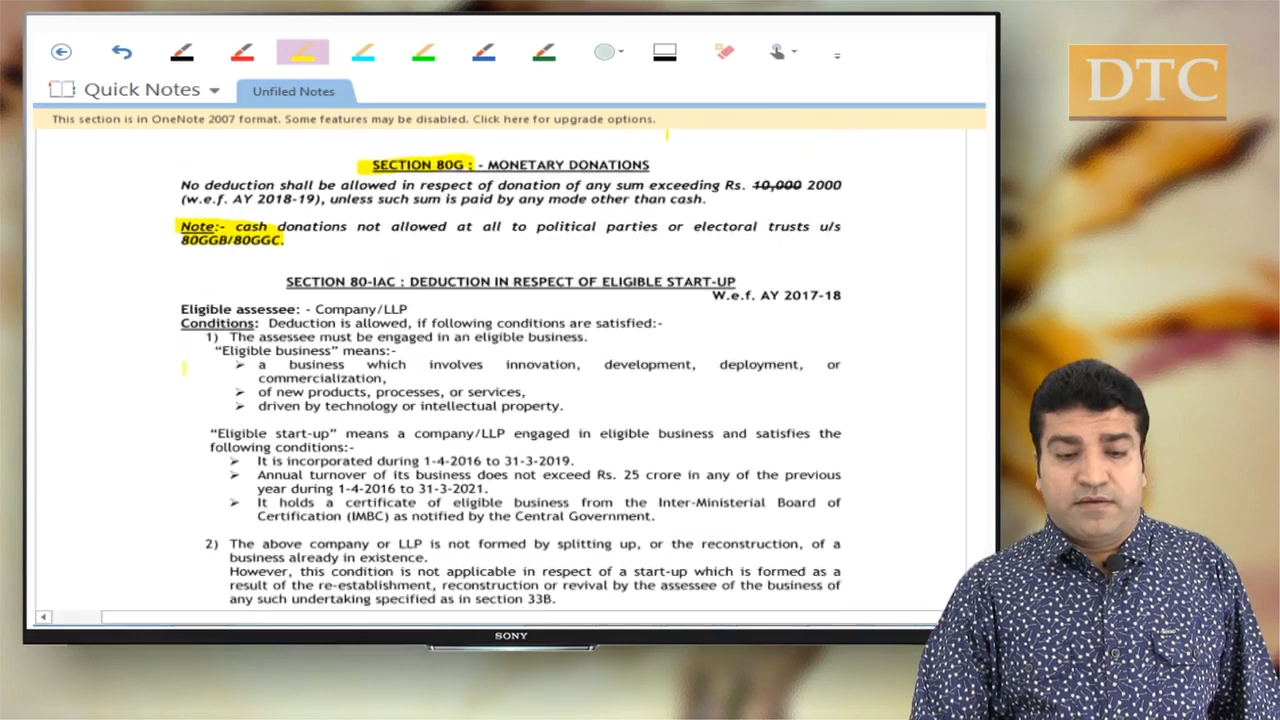 DTC
Quick Notes
Unfiled Notes
This section is in OneNote 2007 format. Some features may be disabled. Click here for upgrade options.
SECTION 80G : - MONETARY DONATIONS
No deduction shall be allowed in respect of donation of any sum exceeding Rs. 10,000 2000
(w.e.f. AY 2018-19), unless such sum is paid by any mode other than cash.
Note:- cash donations not allowed at all to political parties or electoral trusts u/s
80GGB/80GGC.
SECTION 80-IAC : DEDUCTION IN RESPECT OF ELIGIBLE START-UP
W.e.f. AY 2017-18
Eligible assessee: - Company/LLP
Conditions: Deduction is allowed, if following conditions are satisfied:-
1) The assessee must be engaged in an eligible business.
"Eligible business" means:-
➢ a business which involves innovation, development, deployment, or
commercialization,
➢ of new products, processes, or services,
➢ driven by technology or intellectual property.
"Eligible start-up" means a company/LLP engaged in eligible business and satisfies the
following conditions:-
➢ It is incorporated during 1-4-2016 to 31-3-2019.
➢ Annual turnover of its business does not exceed Rs. 25 crore in any of the previous
year during 1-4-2016 to 31-3-2021.
➢ It holds a certificate of eligible business from the Inter-Ministerial Board of
Certification (IMBC) as notified by the Central Government.
2) The above company or LLP is not formed by splitting up, or the reconstruction, of a
business already in existence.
However, this condition is not applicable in respect of a start-up which is formed as a
result of the re-establishment, reconstruction or revival by the assessee of the business of
any such undertaking specified as in section 33B.
SONY